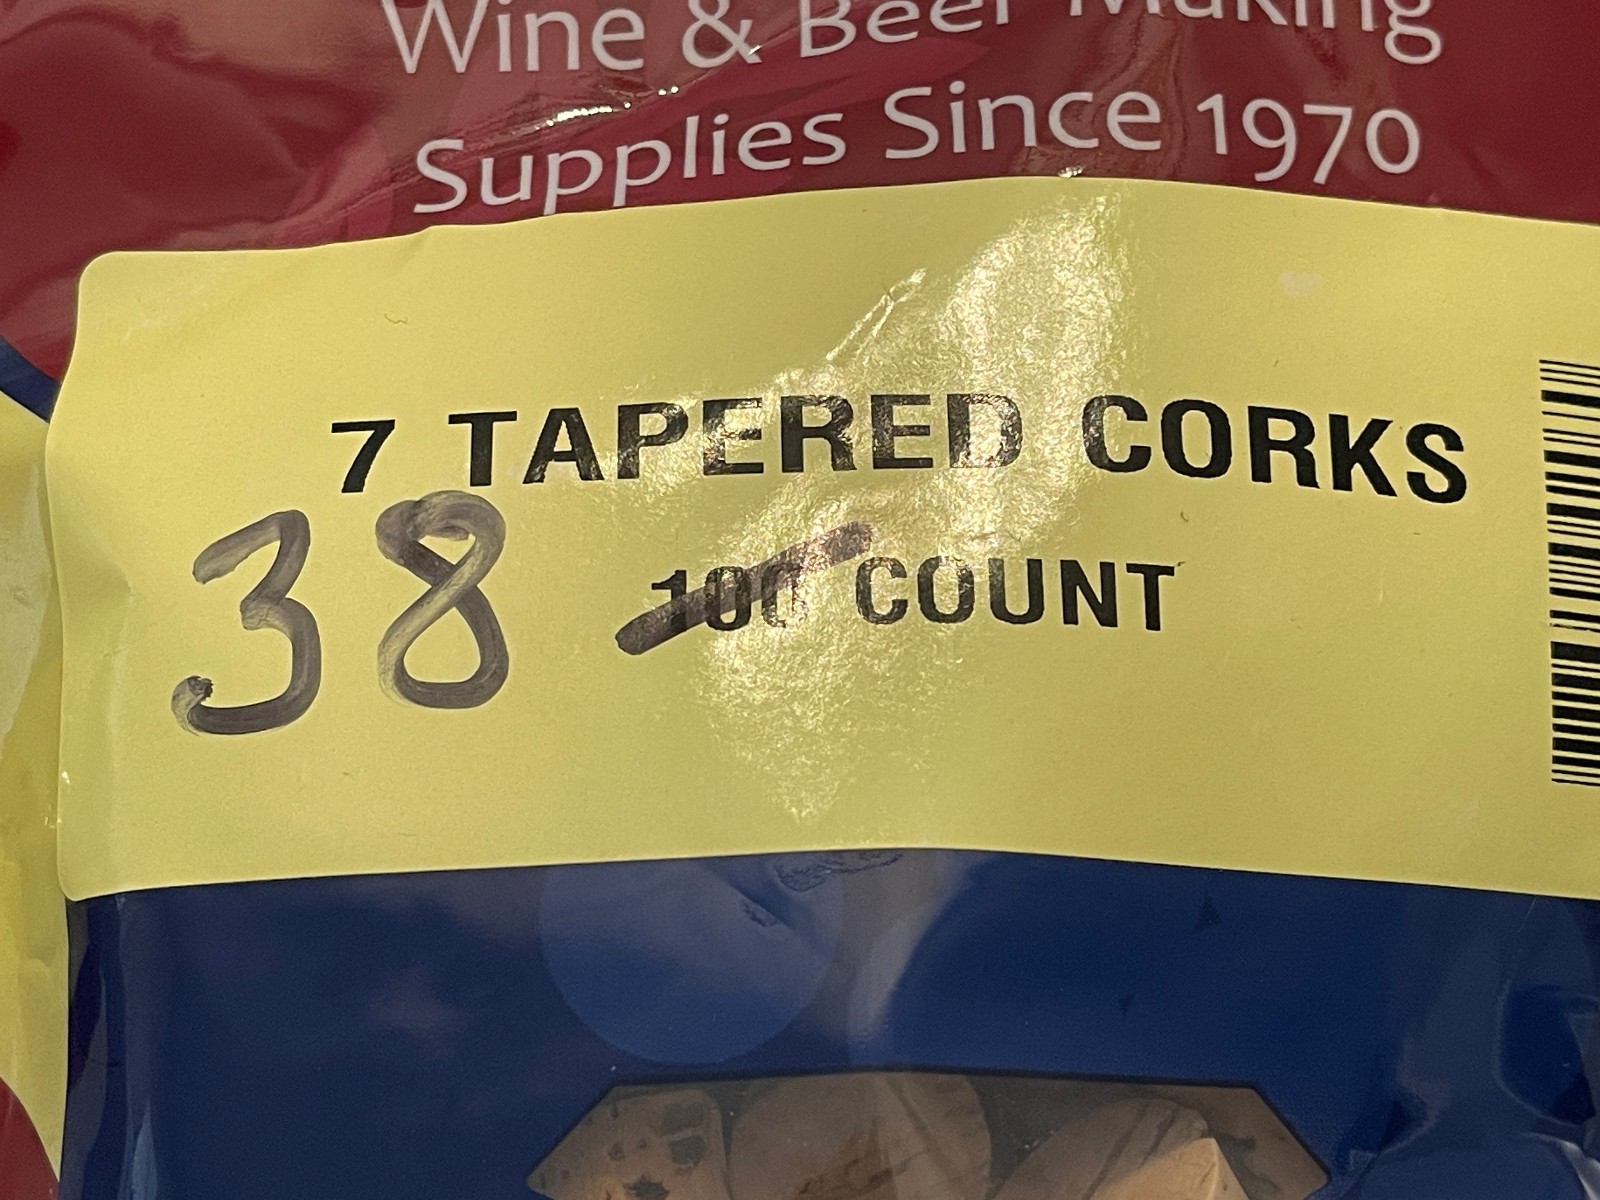 Wine & Beer Making
Supplies Since 1970
7 TAPERED CORKS
38 100 COUNT